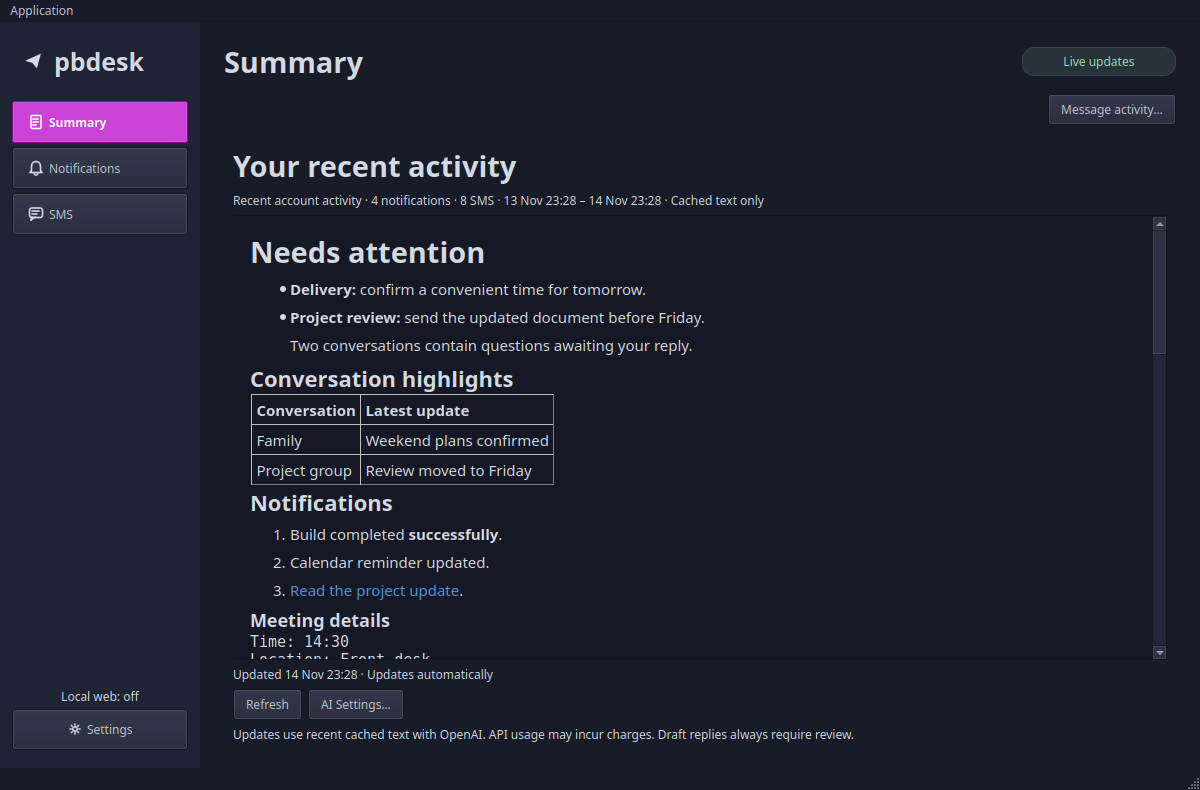 Application
pbdesk
Summary
Notifications
SMS
Local web: off
Settings
Summary
Live updates
Message activity...
Your recent activity
Recent account activity · 4 notifications · 8 SMS · 13 Nov 23:28 – 14 Nov 23:28 · Cached text only
Needs attention
• Delivery: confirm a convenient time for tomorrow.
• Project review: send the updated document before Friday.
Two conversations contain questions awaiting your reply.
Conversation highlights
Conversation Latest update
Family Weekend plans confirmed
Project group Review moved to Friday
Notifications
1. Build completed successfully.
2. Calendar reminder updated.
3. Read the project update.
Meeting details
Time: 14:30
Location: Front desk
Updated 14 Nov 23:28 · Updates automatically
Refresh
AI Settings...
Updates use recent cached text with OpenAI. API usage may incur charges. Draft replies always require review.